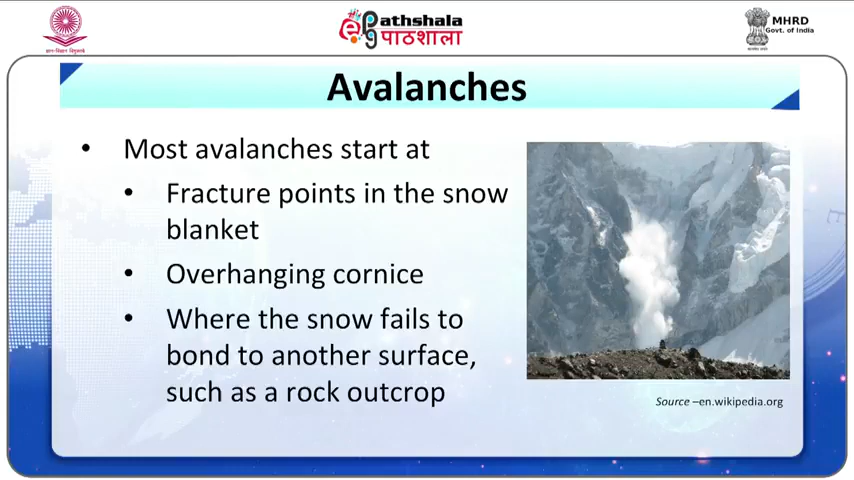 ePathshala
पाठशाला
MHRD
Govt. of India
Avalanches
• Most avalanches start at
• Fracture points in the snow
blanket
• Overhanging cornice
• Where the snow fails to
bond to another surface,
such as a rock outcrop
Source –en.wikipedia.org